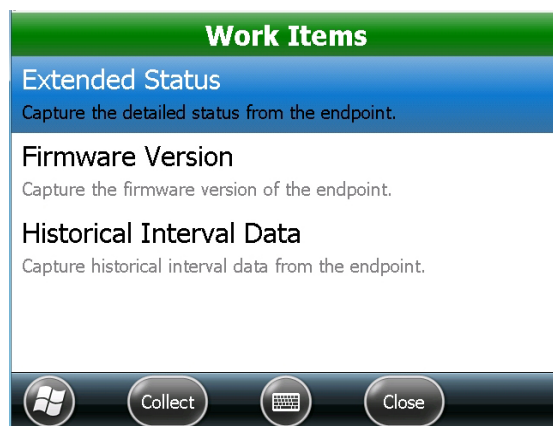 Work Items
Extended Status
Capture the detailed status from the endpoint.
Firmware Version
Capture the firmware version of the endpoint.
Historical Interval Data
Capture historical interval data from the endpoint.
Collect
Close